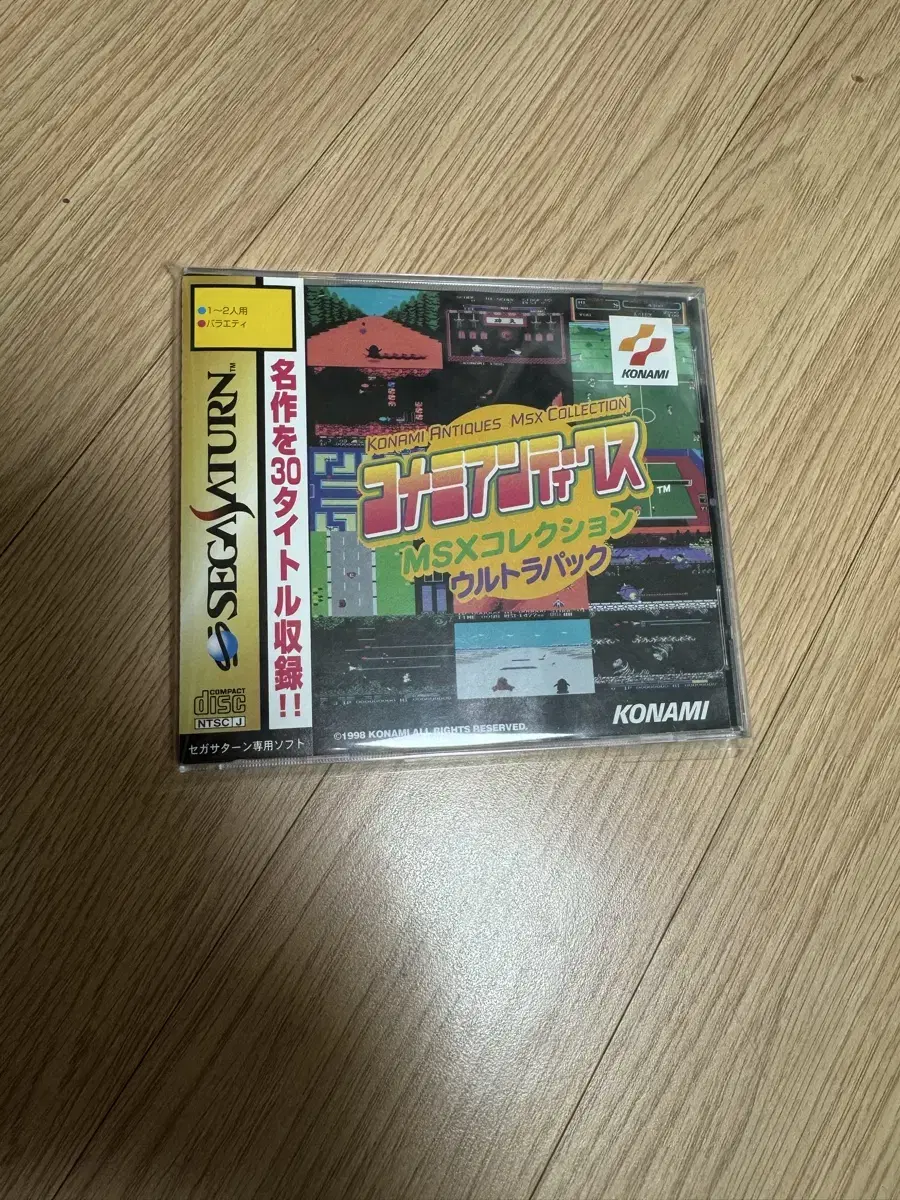 1〜2人用
バラエティ
SEGA SATURN™
COMPACT
disc
NTSC J
セガサターン専用ソフト
名作を30タイトル収録!!
KONAMI
KONAMI ANTIQUES MSX COLLECTION
コナミアンティークス
TM
MSXコレクション
ウルトラパック
©1998 KONAMI ALL RIGHTS RESERVED.
KONAMI